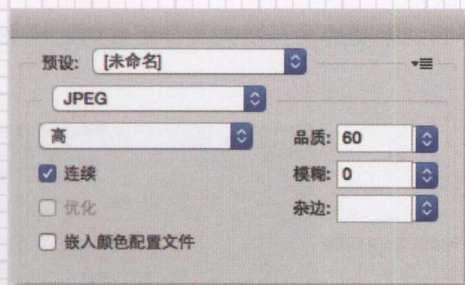 预设: [未命名]
JPEG
高 品质: 60
连续 模糊: 0
优化 杂边:
嵌入颜色配置文件